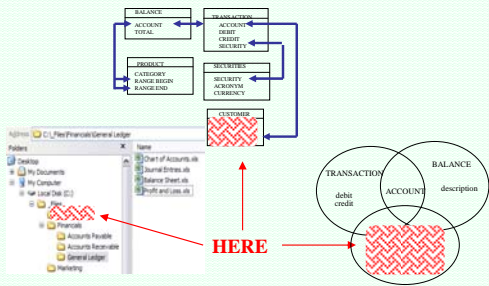 BALANCE
ACCOUNT
TOTAL
TRANSACTION
ACCOUNT
DEBIT
CREDIT
SECURITY
PRODUCT
CATEGORY
RANGE BEGIN
RANGE END
SECURITIES
SECURITY
ACRONYM
CURRENCY
CUSTOMER
Address C:\_Files\Financials\General Ledger
Folders
Desktop
My Documents
My Computer
Local Disk (C:)
_Files
Financials
Accounts Payable
Accounts Receivable
General Ledger
Marketing
Name
Chart of Accounts.xls
Journal Entries.xls
Balance Sheet.xls
Profit and Loss.xls
HERE
TRANSACTION
debit
credit
ACCOUNT
BALANCE
description